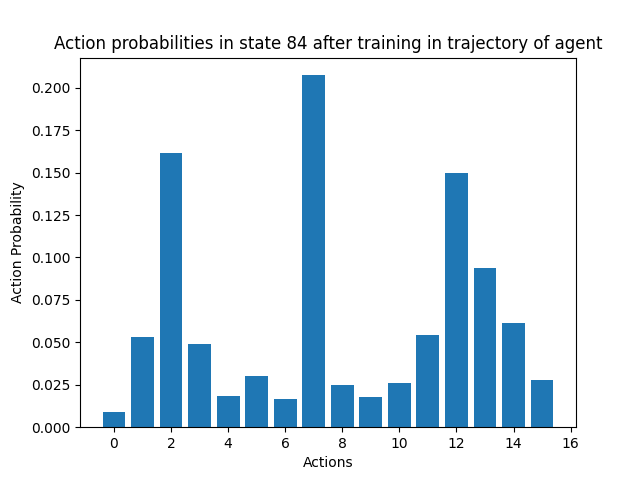 Action probabilities in state 84 after training in trajectory of agent
0.200
0.175
0.150
0.125
0.100
0.075
0.050
0.025
0.000
Action Probability
0 2 4 6 8 10 12 14 16
Actions